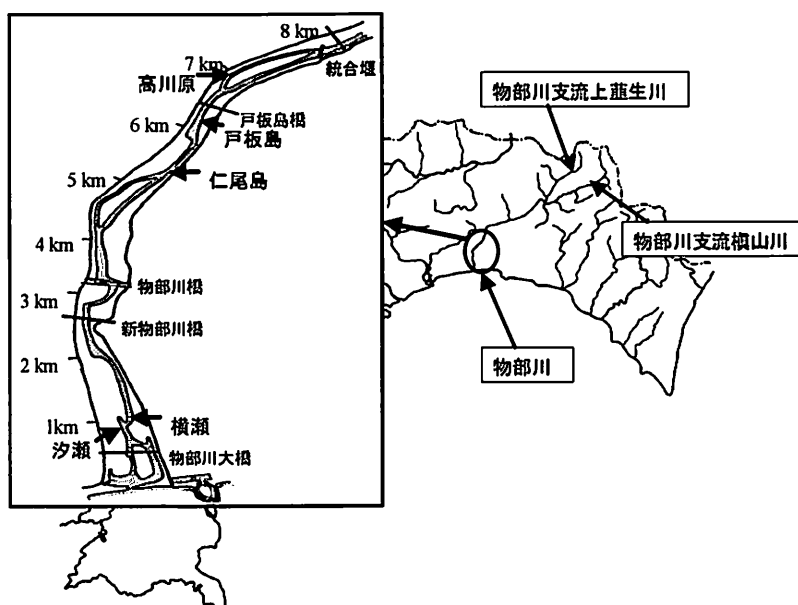 8 km
7 km
統合堰
高川原
物部川支流上韮生川
戸板島橋
6 km
戸板島
5 km
仁尾島
物部川支流槇山川
4 km
物部川橋
3 km
新物部川橋
物部川
2 km
1km
横瀬
汐瀬
物部川大橋